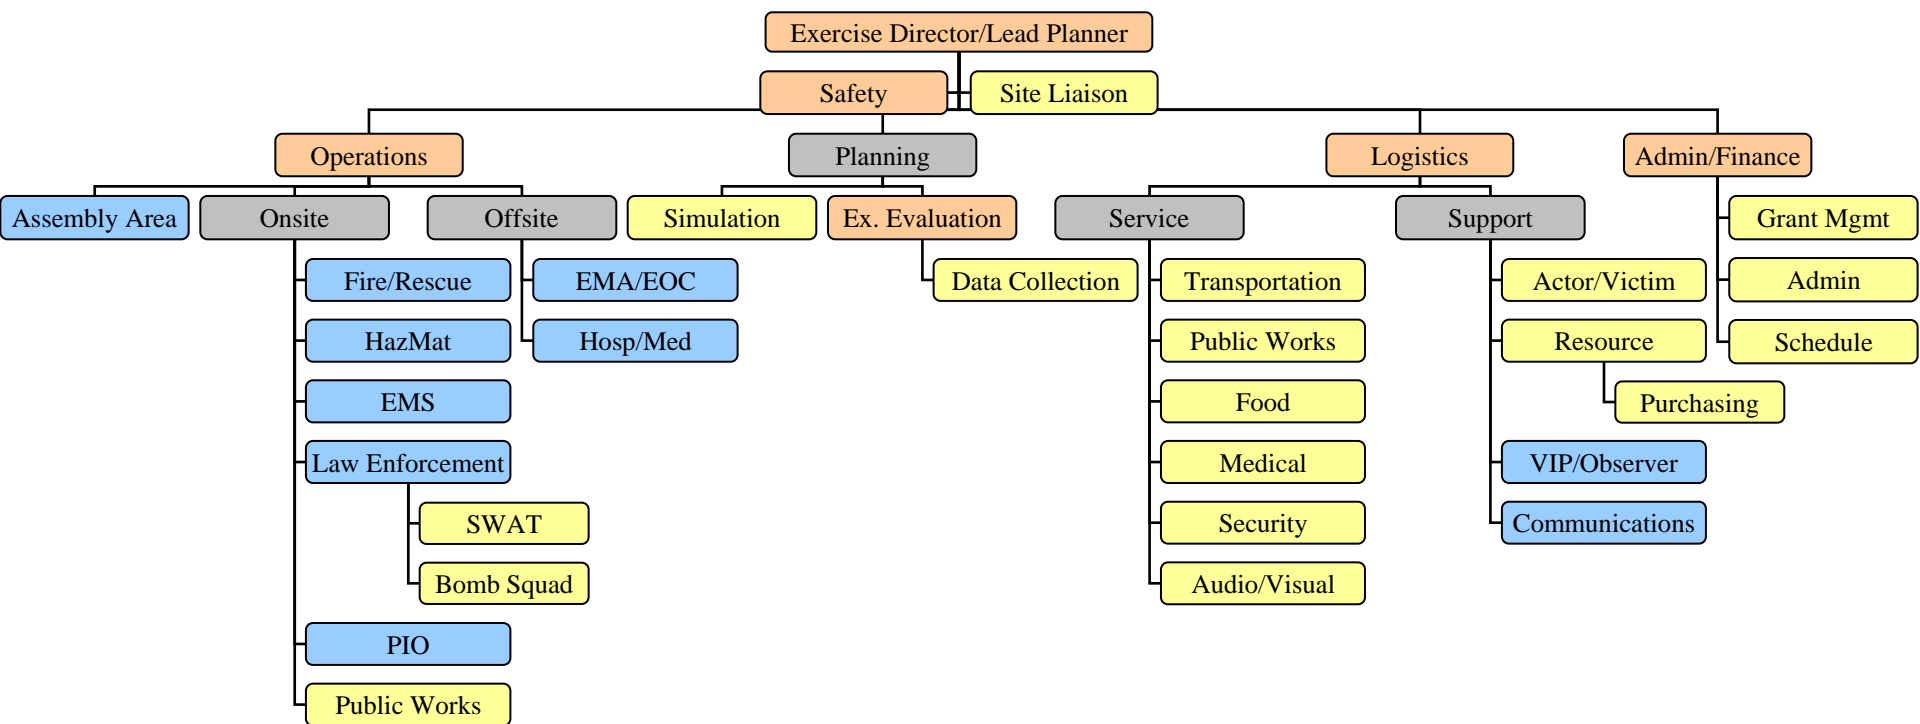 Exercise Director/Lead Planner
Safety
Site Liaison
Operations
Planning
Logistics
Admin/Finance
Assembly Area
Onsite
Offsite
Simulation
Ex. Evaluation
Service
Support
Grant Mgmt
Fire/Rescue
EMA/EOC
Data Collection
Transportation
Actor/Victim
Admin
HazMat
Hosp/Med
Public Works
Resource
Schedule
EMS
Food
Purchasing
Law Enforcement
Medical
VIP/Observer
SWAT
Security
Communications
Bomb Squad
Audio/Visual
PIO
Public Works